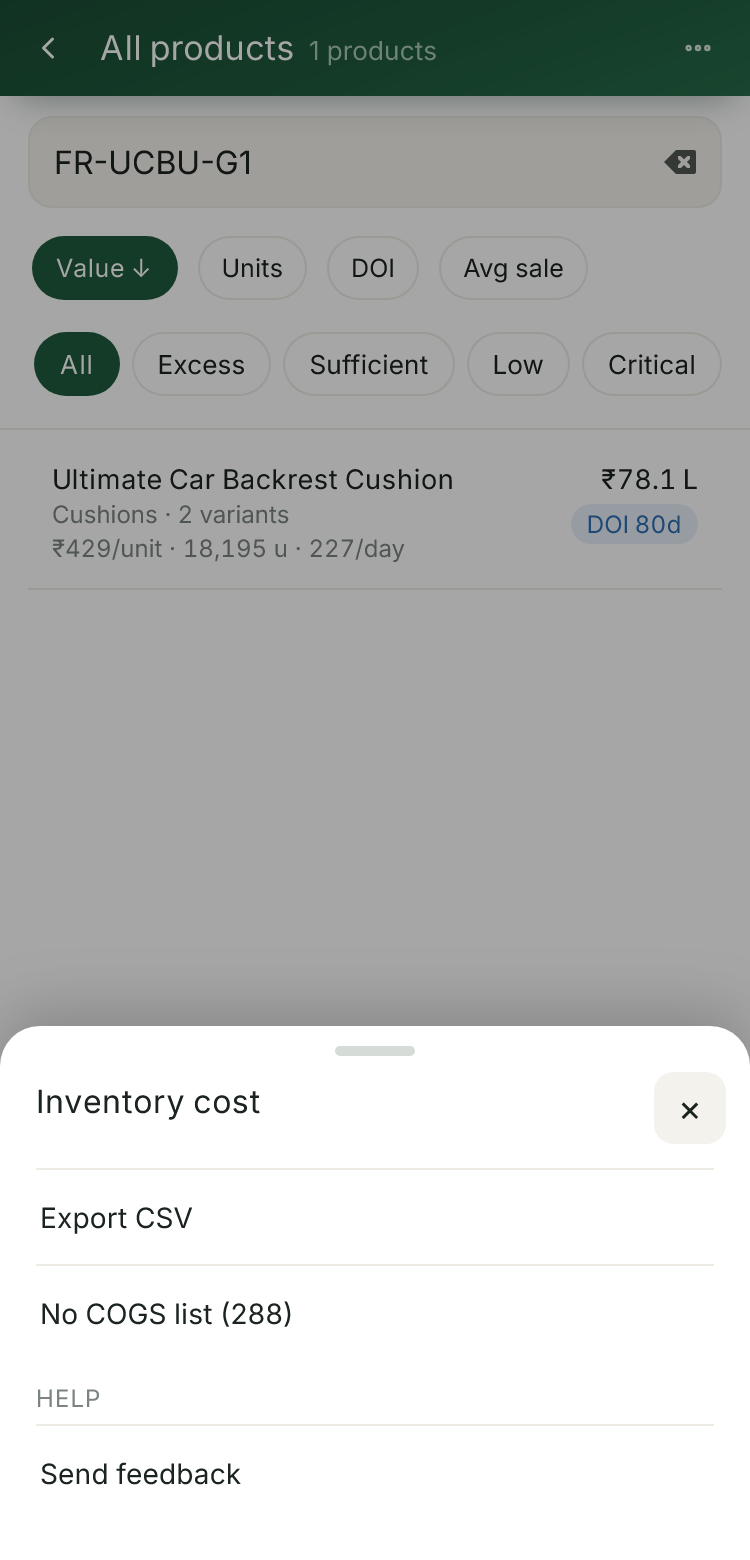 All products 1 products
FR-UCBU-G1
Value ↓ Units DOI Avg sale
All Excess Sufficient Low Critical
Ultimate Car Backrest Cushion ₹78.1 L
Cushions · 2 variants DOI 80d
₹429/unit · 18,195 u · 227/day
Inventory cost
Export CSV
No COGS list (288)
HELP
Send feedback